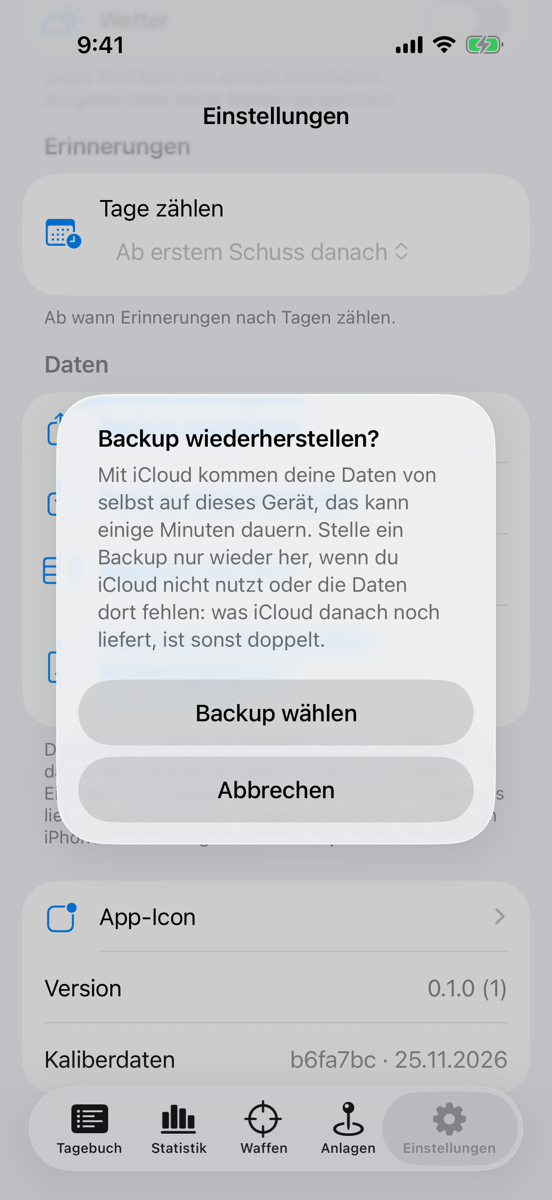 Wetter
9:41
Einstellungen
Erinnerungen
Tage zählen
Ab erstem Schuss danach
Ab wann Erinnerungen nach Tagen zählen.
Daten
Backup wiederherstellen?
Mit iCloud kommen deine Daten von
selbst auf dieses Gerät, das kann
einige Minuten dauern. Stelle ein
Backup nur wieder her, wenn du
iCloud nicht nutzt oder die Daten
dort fehlen: was iCloud danach noch
liefert, ist sonst doppelt.
Backup wählen
Abbrechen
App-Icon
Version 0.1.0 (1)
Kaliberdaten b6fa7bc · 25.11.2026
Tagebuch Statistik Waffen Anlagen Einstellungen